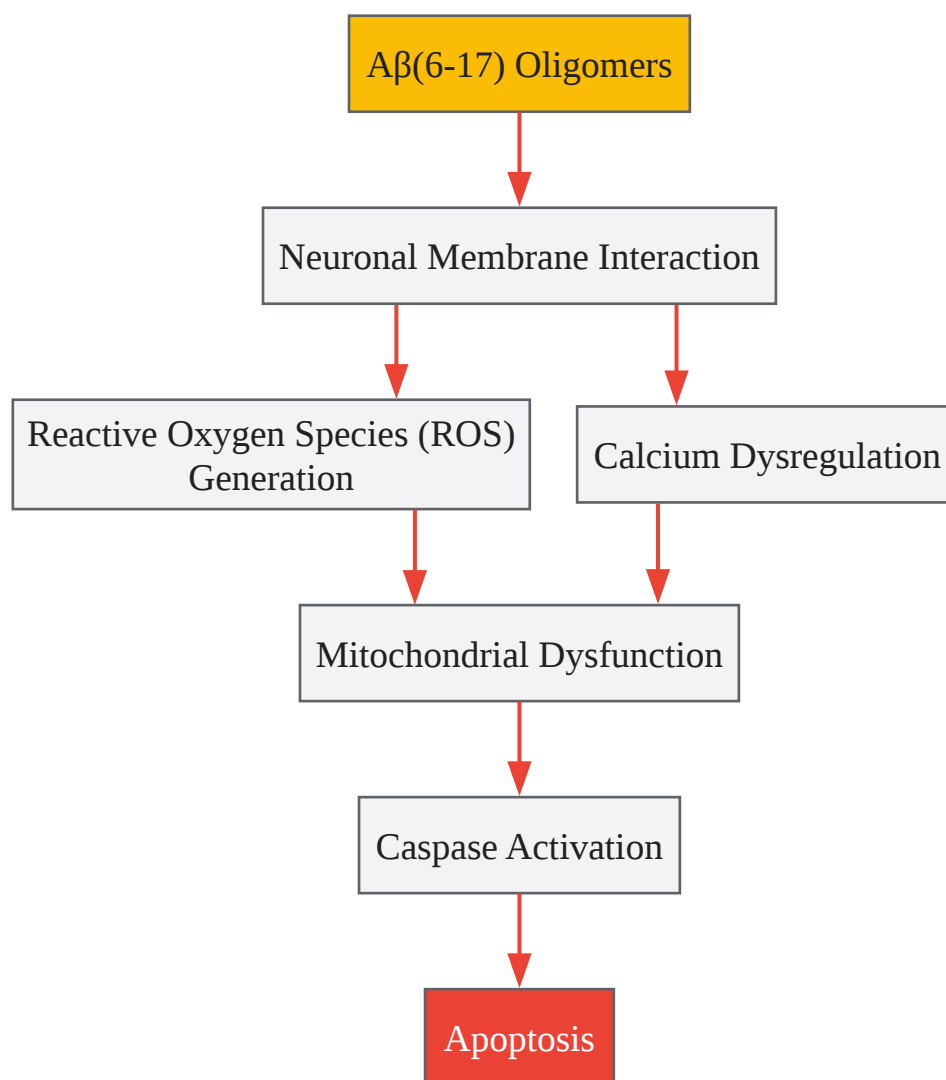 Aβ(6-17) Oligomers
Neuronal Membrane Interaction
Reactive Oxygen Species (ROS)
Generation
Calcium Dysregulation
Mitochondrial Dysfunction
Caspase Activation
Apoptosis